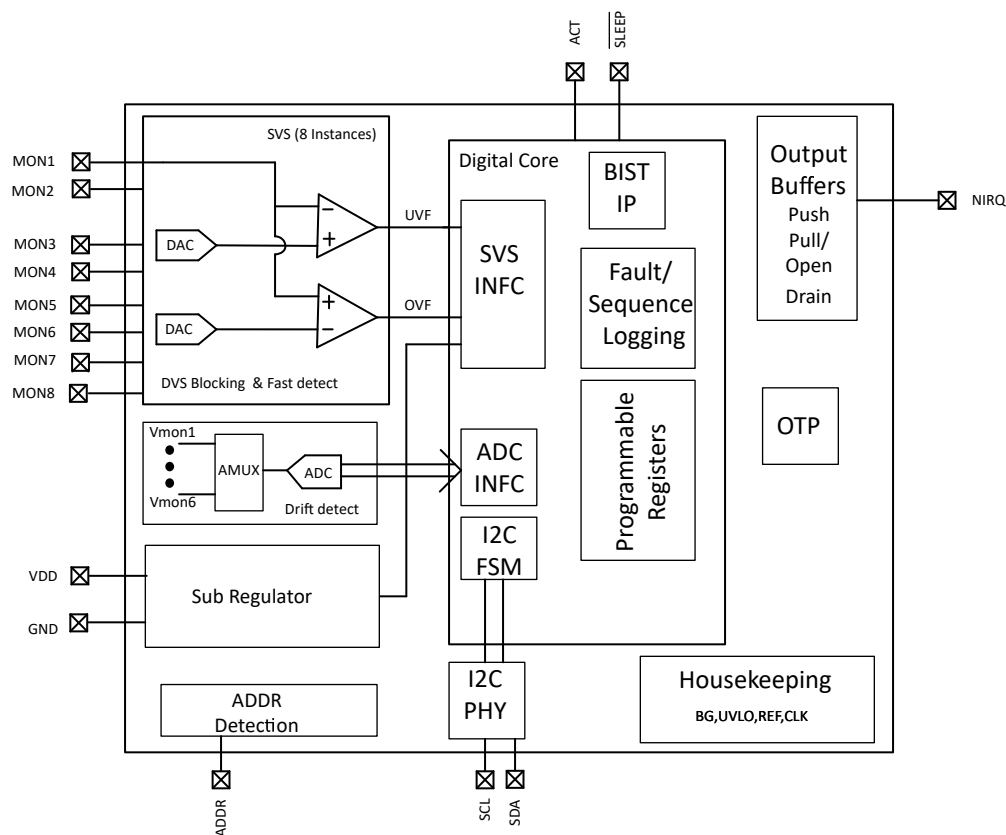 ACT
SLEEP
SVS (8 Instances)
MON1
MON2
MON3
MON4
MON5
MON6
MON7
MON8
DAC
DAC
UVF
OVF
DVS Blocking & Fast detect
Digital Core
BIST
IP
SVS
INFC
Fault/
Sequence
Logging
Programmable
Registers
Output
Buffers
Push
Pull/
Open
Drain
NIRQ
OTP
Vmon1
Vmon6
AMUX
ADC
Drift detect
ADC
INFC
I2C
FSM
VDD
GND
Sub Regulator
I2C
PHY
ADDR
Detection
Housekeeping
BG,UVLO,REF,CLK
ADDR
SCL
SDA